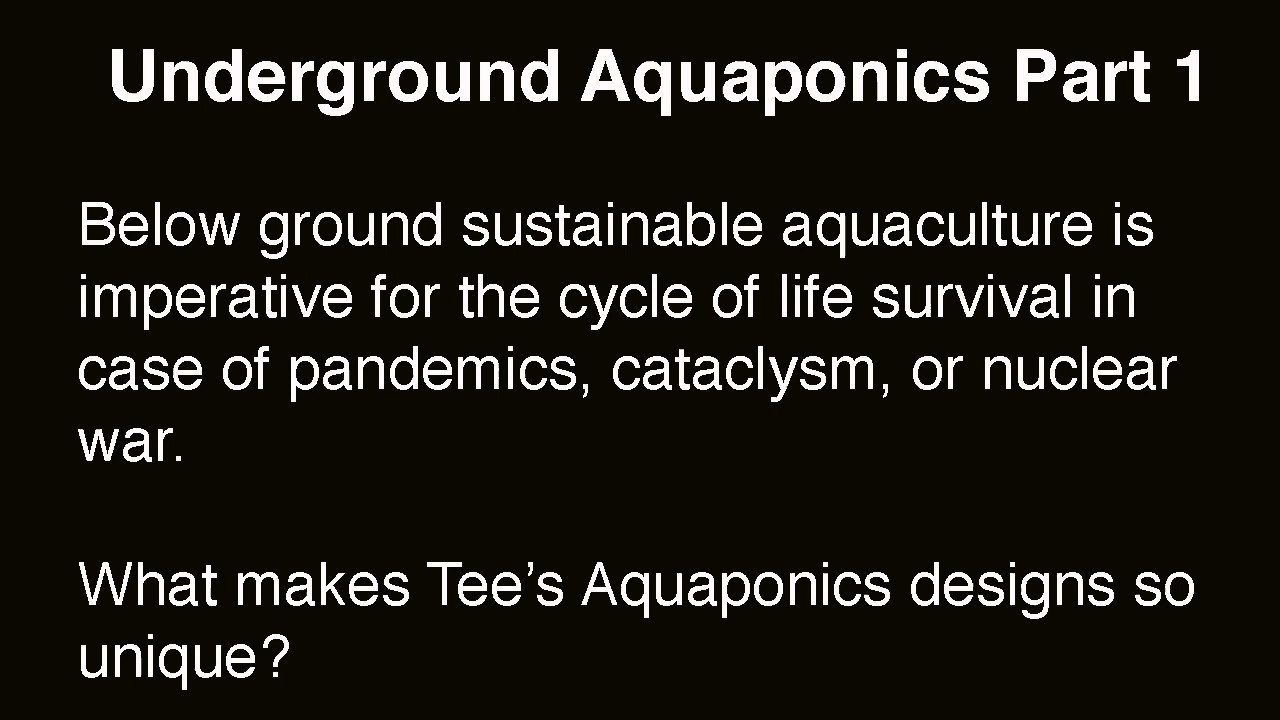 Underground Aquaponics Part 1
Below ground sustainable aquaculture is
imperative for the cycle of life survival in
case of pandemics, cataclysm, or nuclear
war.
What makes Tee’s Aquaponics designs so
unique?